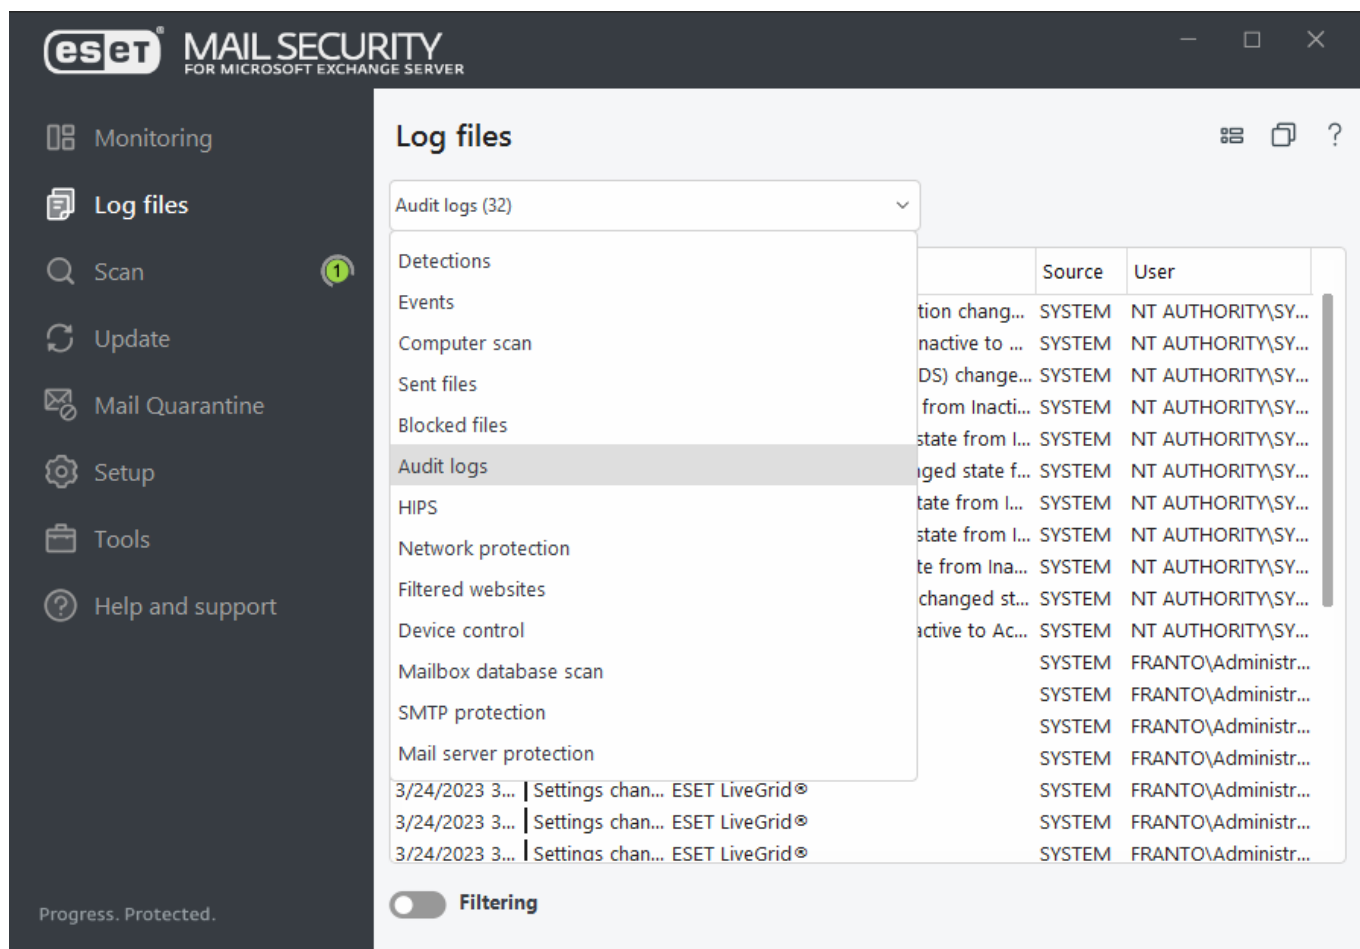 eset® MAIL SECURITY
FOR MICROSOFT EXCHANGE SERVER
Monitoring
Log files
Scan
1
Update
Mail Quarantine
Setup
Tools
Help and support
Progress. Protected.
Log files
?
Audit logs (32)
Detections
Events
Computer scan
Sent files
Blocked files
Audit logs
HIPS
Network protection
Filtered websites
Device control
Mailbox database scan
SMTP protection
Mail server protection
Source User
tion chang... SYSTEM NT AUTHORITY\SY...
nactive to ... SYSTEM NT AUTHORITY\SY...
DS) change... SYSTEM NT AUTHORITY\SY...
from Inacti... SYSTEM NT AUTHORITY\SY...
state from I... SYSTEM NT AUTHORITY\SY...
ged state f... SYSTEM NT AUTHORITY\SY...
tate from I... SYSTEM NT AUTHORITY\SY...
state from I... SYSTEM NT AUTHORITY\SY...
te from Ina... SYSTEM NT AUTHORITY\SY...
changed st... SYSTEM NT AUTHORITY\SY...
active to Ac... SYSTEM NT AUTHORITY\SY...
SYSTEM FRANTO\Administr...
SYSTEM FRANTO\Administr...
SYSTEM FRANTO\Administr...
SYSTEM FRANTO\Administr...
3/24/2023 3... Settings chan... ESET LiveGrid® SYSTEM FRANTO\Administr...
3/24/2023 3... Settings chan... ESET LiveGrid® SYSTEM FRANTO\Administr...
3/24/2023 3... Settings chan... ESET LiveGrid® SYSTEM FRANTO\Administr...
Filtering